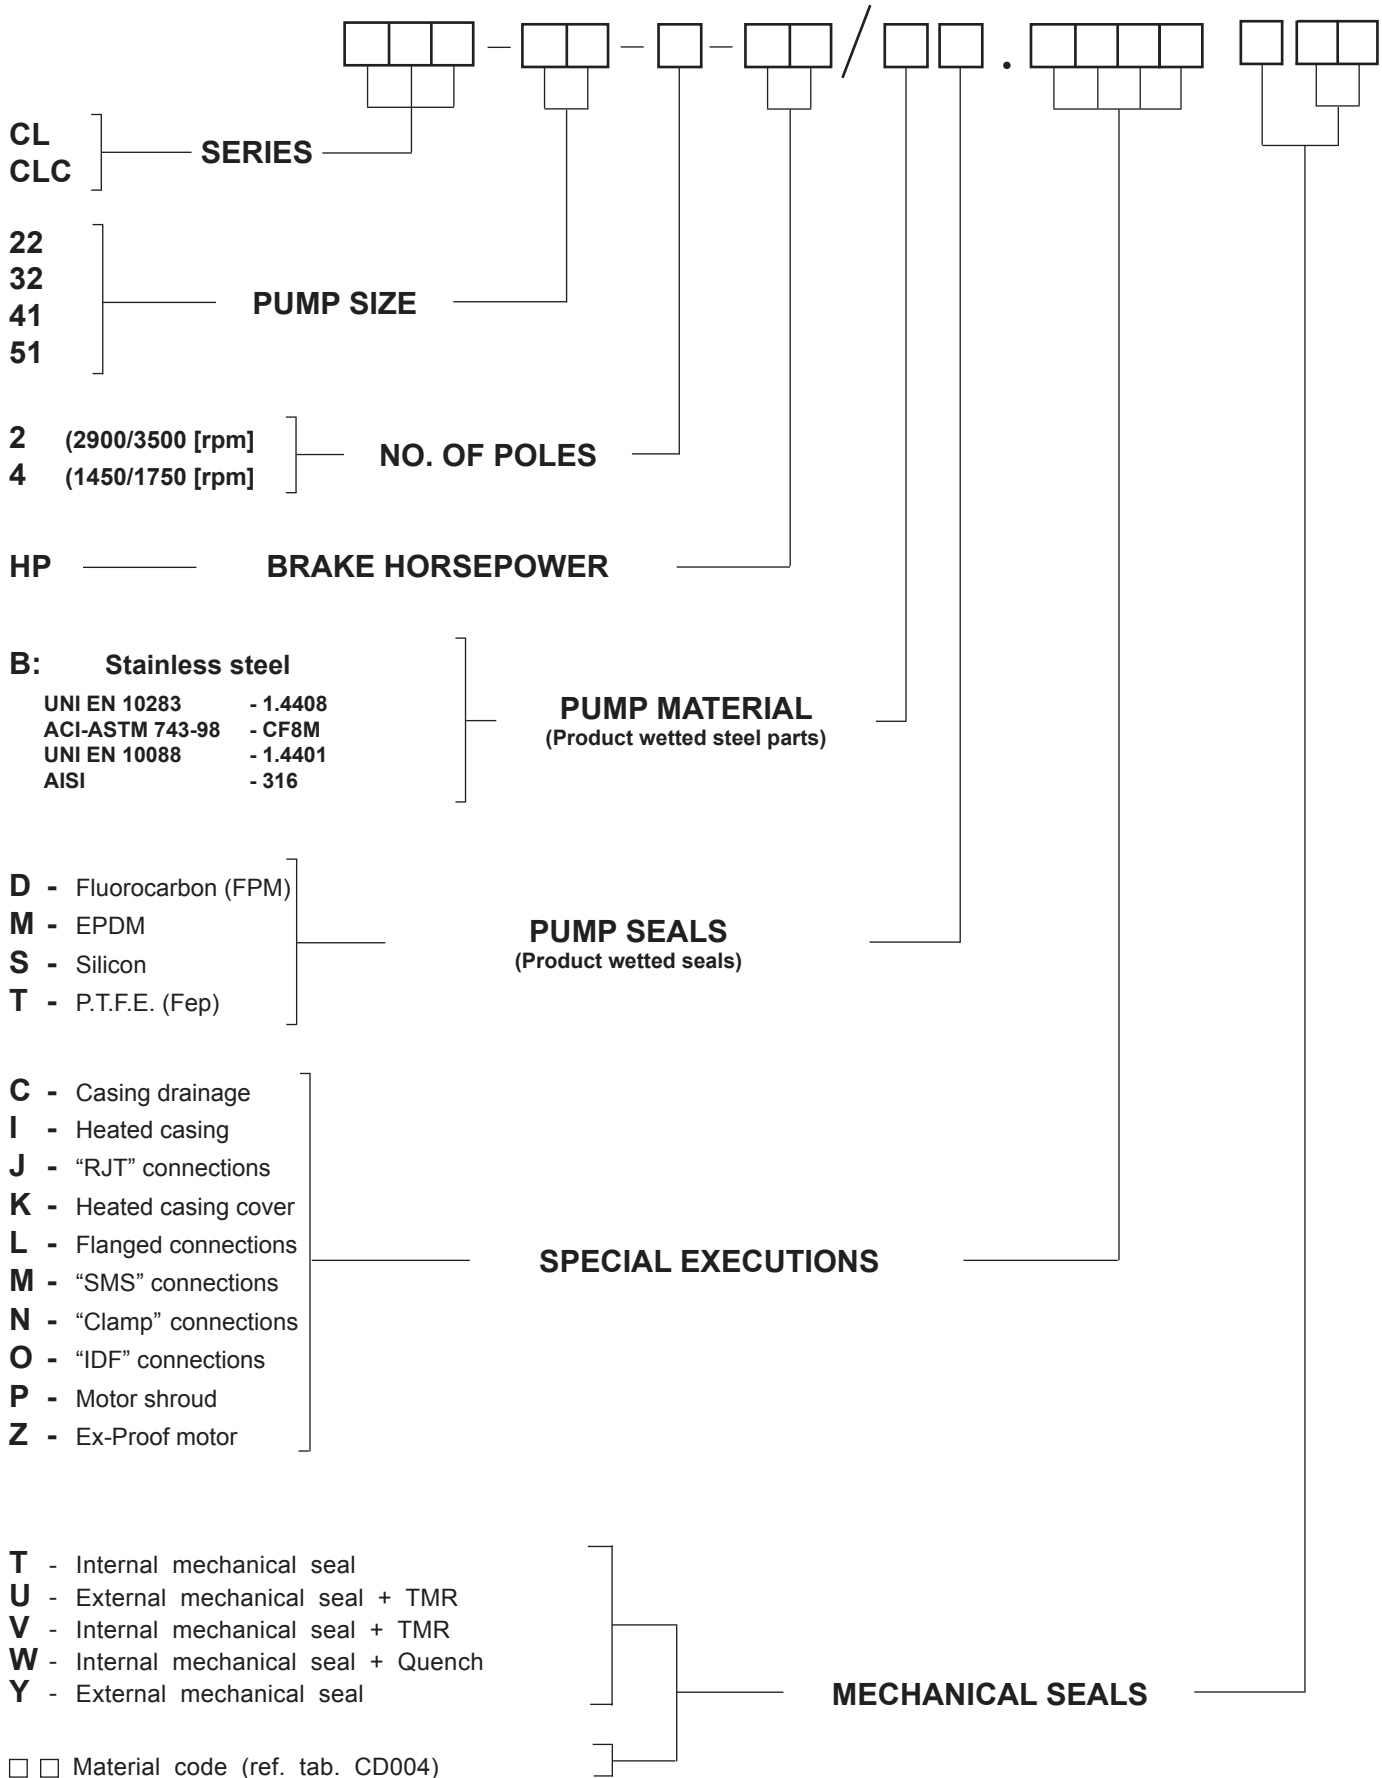 CL
CLC
SERIES
22
32
41
51
PUMP SIZE
2 (2900/3500 [rpm]
4 (1450/1750 [rpm]
NO. OF POLES
HP
BRAKE HORSEPOWER
B: Stainless steel
UNI EN 10283 - 1.4408
ACI-ASTM 743-98 - CF8M
UNI EN 10088 - 1.4401
AISI - 316
PUMP MATERIAL
(Product wetted steel parts)
D - Fluorocarbon (FPM)
M - EPDM
S - Silicon
T - P.T.F.E. (Fep)
PUMP SEALS
(Product wetted seals)
C - Casing drainage
I - Heated casing
J - “RJT” connections
K - Heated casing cover
L - Flanged connections
M - “SMS” connections
N - “Clamp” connections
O - “IDF” connections
P - Motor shroud
Z - Ex-Proof motor
SPECIAL EXECUTIONS
T - Internal mechanical seal
U - External mechanical seal + TMR
V - Internal mechanical seal + TMR
W - Internal mechanical seal + Quench
Y - External mechanical seal
MECHANICAL SEALS
□ □ Material code (ref. tab. CD004)